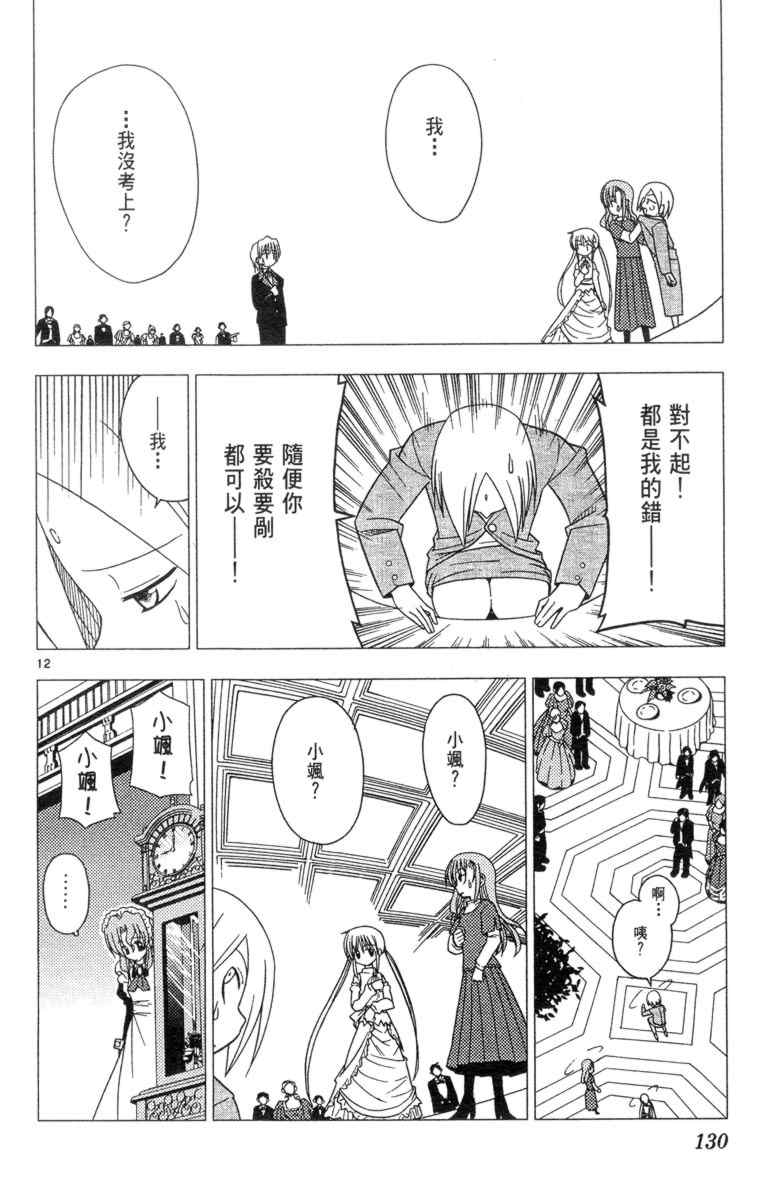 我…
…我沒考上？
對不起！
都是我的錯——！
隨便你
要殺要剮
都可以——！
——我…
12
啊…
咦？
小颯？
小颯？
小颯！
小颯！
……
130